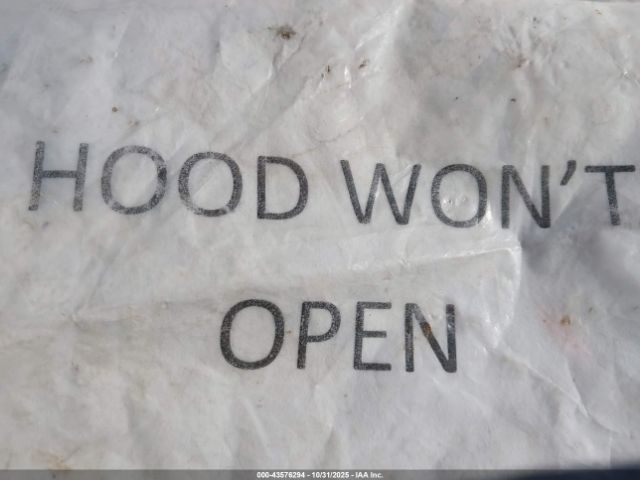 HOOD WON'T
OPEN
000-43576294 - 10/31/2025 - IAA Inc.